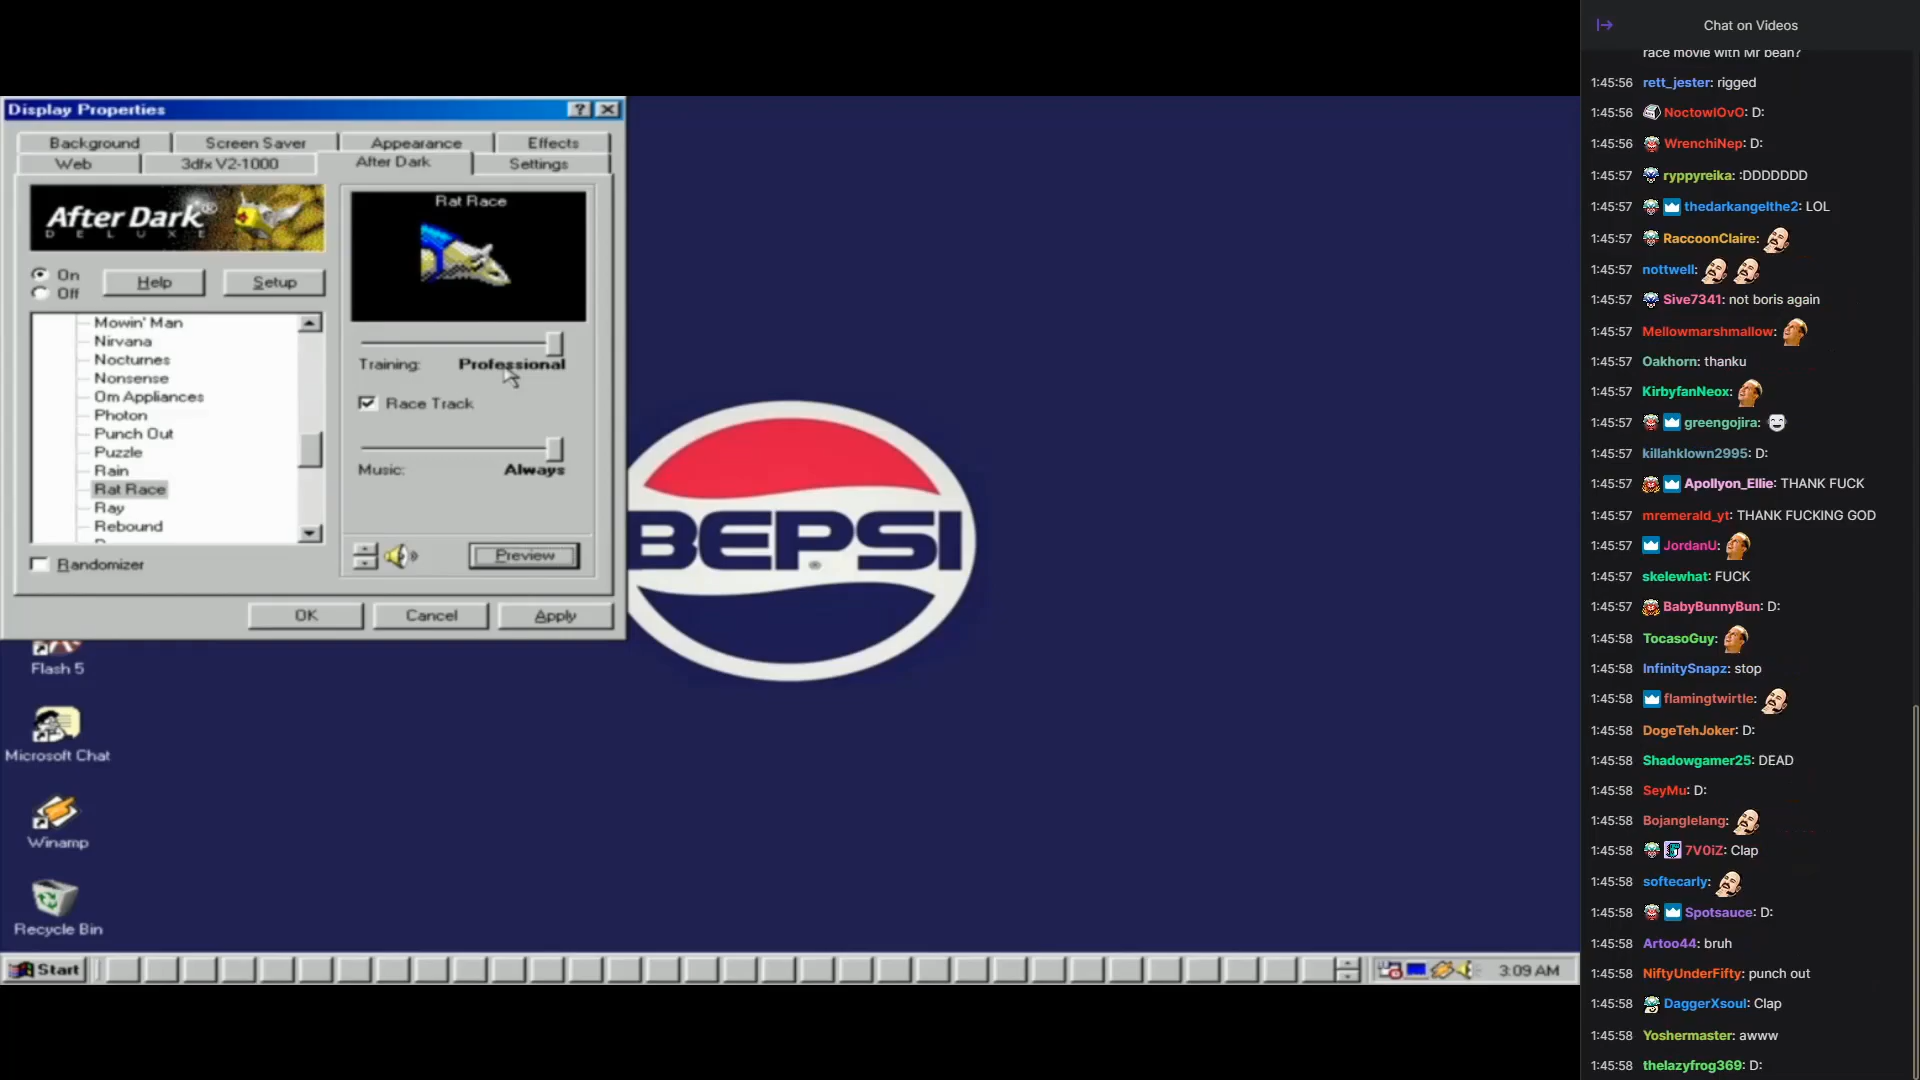 Display Properties
Background
Screen Saver
Appearance
Effects
Web
3dfx V2-1000
After Dark
Settings
After Dark®
DELUXE
On
Off
Help
Setup
Mowin' Man
Nirvana
Nocturnes
Nonsense
Om Appliances
Photon
Punch Out
Puzzle
Rain
Rat Race
Ray
Rebound
Randomizer
Rat Race
Training:
Professional
Race Track
Music:
Always
Preview
OK
Cancel
Apply
BEPSI
®
Flash 5
Microsoft Chat
Winamp
Recycle Bin
Start
3:09 AM
Chat on Videos
race movie with Mr bean?
1:45:56 rett_jester: rigged
1:45:56 NoctowlOvO: D:
1:45:56 WrenchiNep: D:
1:45:57 ryppyreika: :DDDDDDD
1:45:57 thedarkangelthe2: LOL
1:45:57 RaccoonClaire:
1:45:57 nottwell:
1:45:57 Sive7341: not boris again
1:45:57 Mellowmarshmallow:
1:45:57 Oakhorn: thanku
1:45:57 KirbyfanNeox:
1:45:57 greengojira:
1:45:57 killahklown2995: D:
1:45:57 Apollyon_Ellie: THANK FUCK
1:45:57 mremerald_yt: THANK FUCKING GOD
1:45:57 JordanU:
1:45:57 skelewhat: FUCK
1:45:57 BabyBunnyBun: D:
1:45:58 TocasoGuy:
1:45:58 InfinitySnapz: stop
1:45:58 flamingtwirtle:
1:45:58 DogeTehJoker: D:
1:45:58 Shadowgamer25: DEAD
1:45:58 SeyMu: D:
1:45:58 Bojanglelang:
1:45:58 7V0iZ: Clap
1:45:58 softecarly:
1:45:58 Spotsauce: D:
1:45:58 Artoo44: bruh
1:45:58 NiftyUnderFifty: punch out
1:45:58 DaggerXsoul: Clap
1:45:58 Yoshermaster: awww
1:45:58 thelazyfrog369: D: